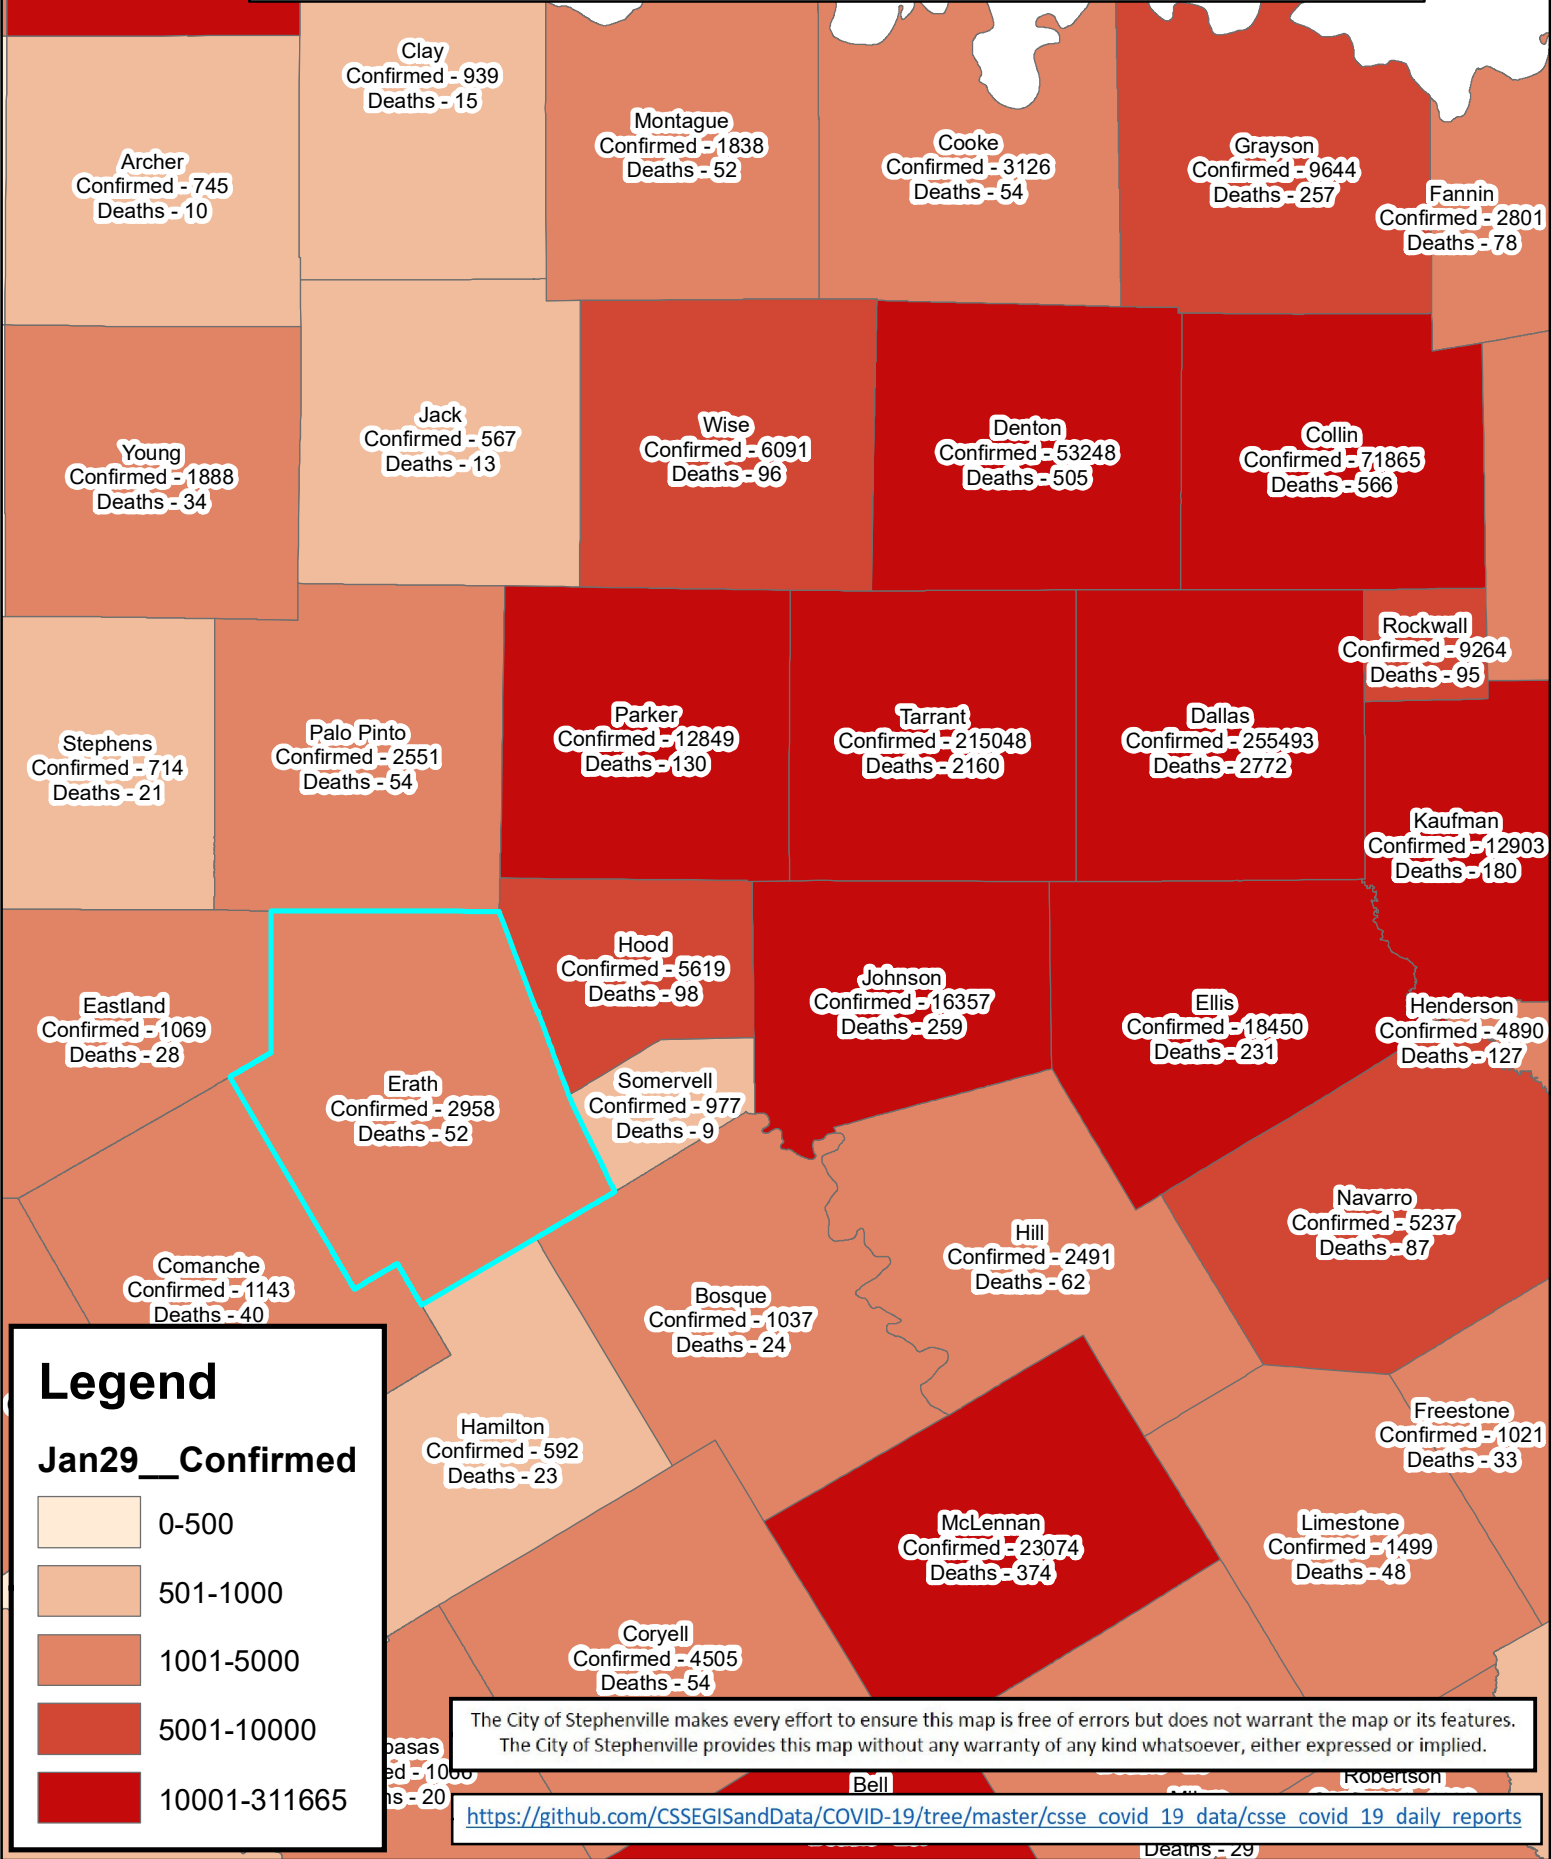 Clay
Confirmed - 939
Deaths - 15
Montague
Confirmed - 1838
Deaths - 52
Cooke
Confirmed - 3126
Deaths - 54
Grayson
Confirmed - 9644
Deaths - 257
Archer
Confirmed - 745
Deaths - 10
Fannin
Confirmed - 2801
Deaths - 78
Young
Confirmed - 1888
Deaths - 34
Jack
Confirmed - 567
Deaths - 13
Wise
Confirmed - 6091
Deaths - 96
Denton
Confirmed - 53248
Deaths - 505
Collin
Confirmed - 71865
Deaths - 566
Rockwall
Confirmed - 9264
Deaths - 95
Stephens
Confirmed - 714
Deaths - 21
Palo Pinto
Confirmed - 2551
Deaths - 54
Parker
Confirmed - 12849
Deaths - 130
Tarrant
Confirmed - 215048
Deaths - 2160
Dallas
Confirmed - 255493
Deaths - 2772
Kaufman
Confirmed - 12903
Deaths - 180
Eastland
Confirmed - 1069
Deaths - 28
Erath
Confirmed - 2958
Deaths - 52
Hood
Confirmed - 5619
Deaths - 98
Somervell
Confirmed - 977
Deaths - 9
Johnson
Confirmed - 16357
Deaths - 259
Ellis
Confirmed - 18450
Deaths - 231
Henderson
Confirmed - 4890
Deaths - 127
Comanche
Confirmed - 1143
Deaths - 40
Bosque
Confirmed - 1037
Deaths - 24
Hill
Confirmed - 2491
Deaths - 62
Navarro
Confirmed - 5237
Deaths - 87
Hamilton
Confirmed - 592
Deaths - 23
Freestone
Confirmed - 1021
Deaths - 33
McLennan
Confirmed - 23074
Deaths - 374
Limestone
Confirmed - 1499
Deaths - 48
Coryell
Confirmed - 4505
Deaths - 54
Legend
Jan29__Confirmed
0-500
501-1000
1001-5000
5001-10000
10001-311665
The City of Stephenville makes every effort to ensure this map is free of errors but does not warrant the map or its features.
The City of Stephenville provides this map without any warranty of any kind whatsoever, either expressed or implied.
- 20
Bell
Robertson
https://github.com/CSSEGISandData/COVID-19/tree/master/csse_covid_19_data/csse_covid_19_daily_reports
Deaths - 29